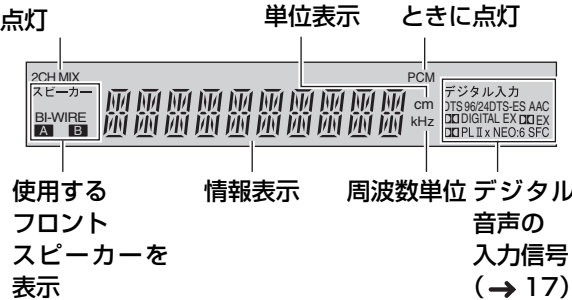 点灯
単位表示
ときに点灯
2CH MIX
PCM
スピーカー
BI-WIRE
A B
cm
kHz
デジタル入力
DTS 96/24DTS-ES AAC
DIGITAL EX EX
PL II x NEO:6 SFC
使用する
フロント
スピーカーを
表示
情報表示
周波数単位
デジタル
音声の
入力信号
(→ 17)